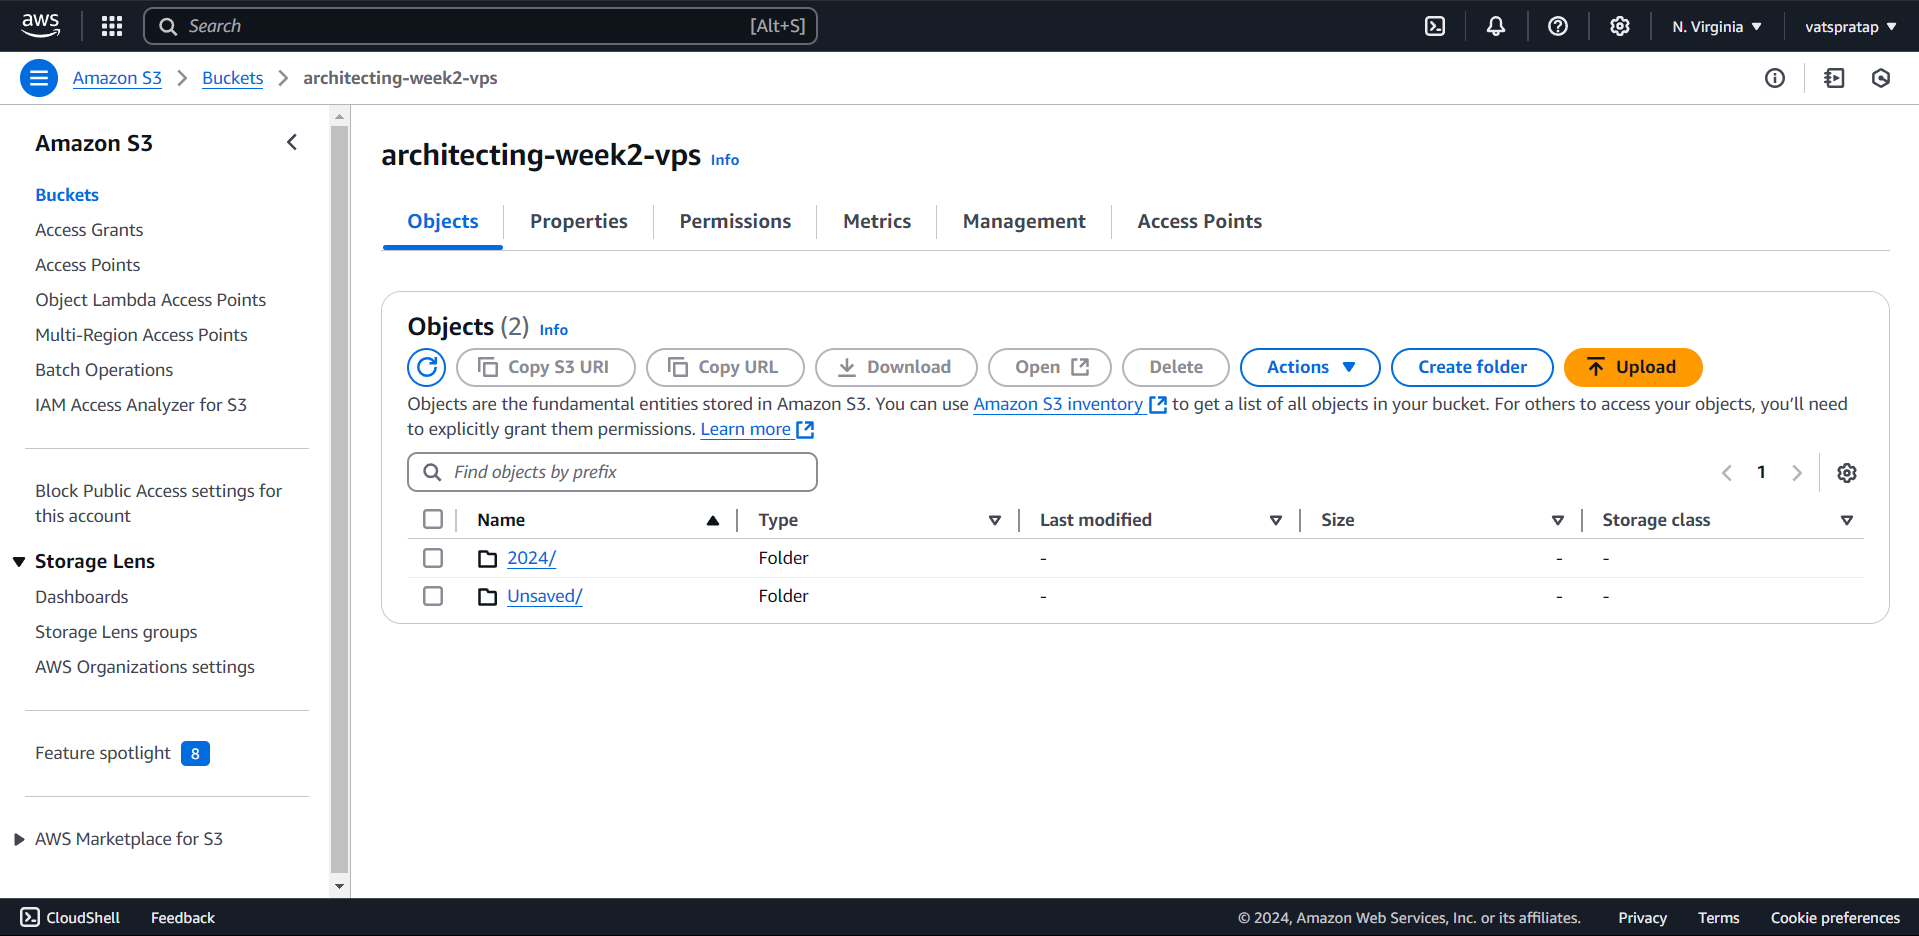 aws
Search [Alt+S]
N. Virginia
vatspratap
Amazon S3 Buckets architecting-week2-vps
Amazon S3
Buckets
Access Grants
Access Points
Object Lambda Access Points
Multi-Region Access Points
Batch Operations
IAM Access Analyzer for S3
Block Public Access settings for
this account
Storage Lens
Dashboards
Storage Lens groups
AWS Organizations settings
Feature spotlight 8
AWS Marketplace for S3
architecting-week2-vps Info
Objects Properties Permissions Metrics Management Access Points
Objects (2) Info
Copy S3 URI Copy URL Download Open Delete Actions Create folder Upload
Objects are the fundamental entities stored in Amazon S3. You can use Amazon S3 inventory to get a list of all objects in your bucket. For others to access your objects, you’ll need
to explicitly grant them permissions. Learn more
Find objects by prefix
1
Name Type Last modified Size Storage class
2024/ Folder - - -
Unsaved/ Folder - - -
CloudShell Feedback © 2024, Amazon Web Services, Inc. or its affiliates. Privacy Terms Cookie preferences